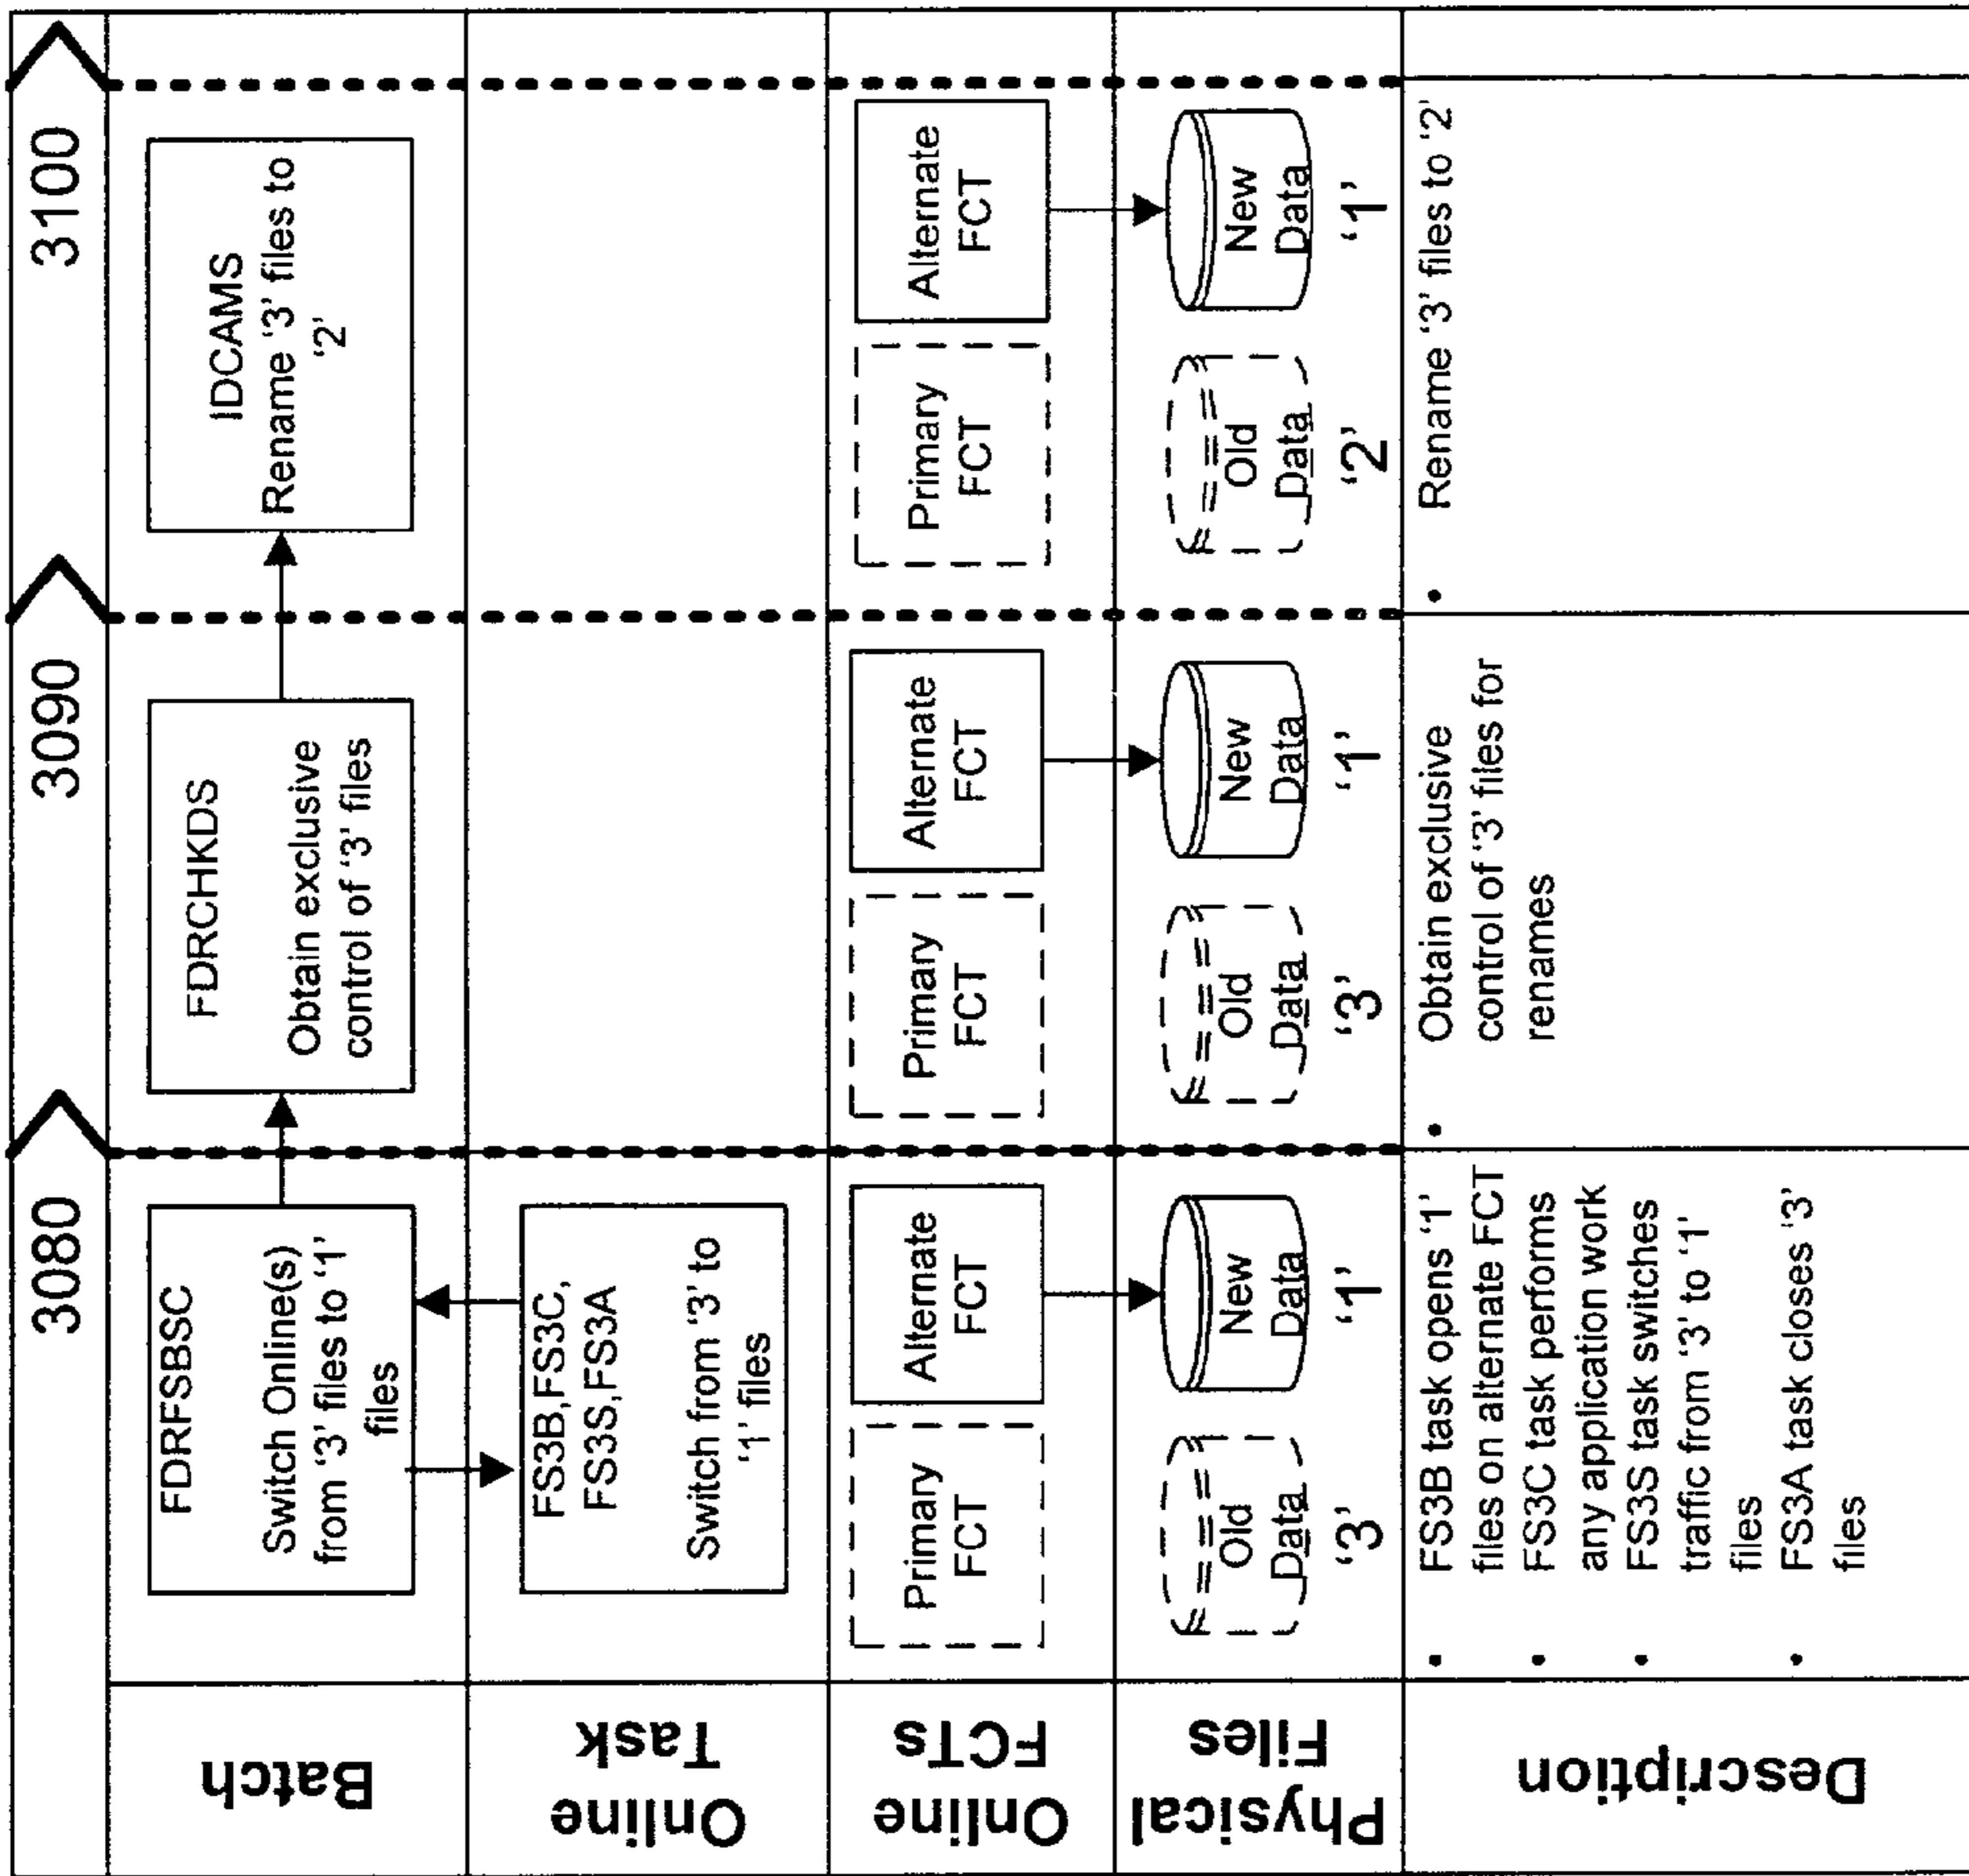 3080
3090
3100
Batch
FDRFSBSC
Switch Online(s)
from '3' files to '1'
files
FDRCHKDS
Obtain exclusive
control of '3' files
IDCAMS
Rename '3' files to
'2'
Online
Task
FS3B,FS3C,
FS3S,FS3A
Switch from '3' to
'1' files
Online
FCTs
Primary
FCT
Alternate
FCT
Primary
FCT
Alternate
FCT
Primary
FCT
Alternate
FCT
Physical
Files
Old
Data
'3'
New
Data
'1'
Old
Data
'3'
New
Data
'1'
Old
Data
'2'
New
Data
'1'
Description
• FS3B task opens '1'
files on alternate FCT
• FS3C task performs
any application work
• FS3S task switches
traffic from '3' to '1'
files
• FS3A task closes '3'
files
• Obtain exclusive
control of '3' files for
renames
• Rename '3' files to '2'